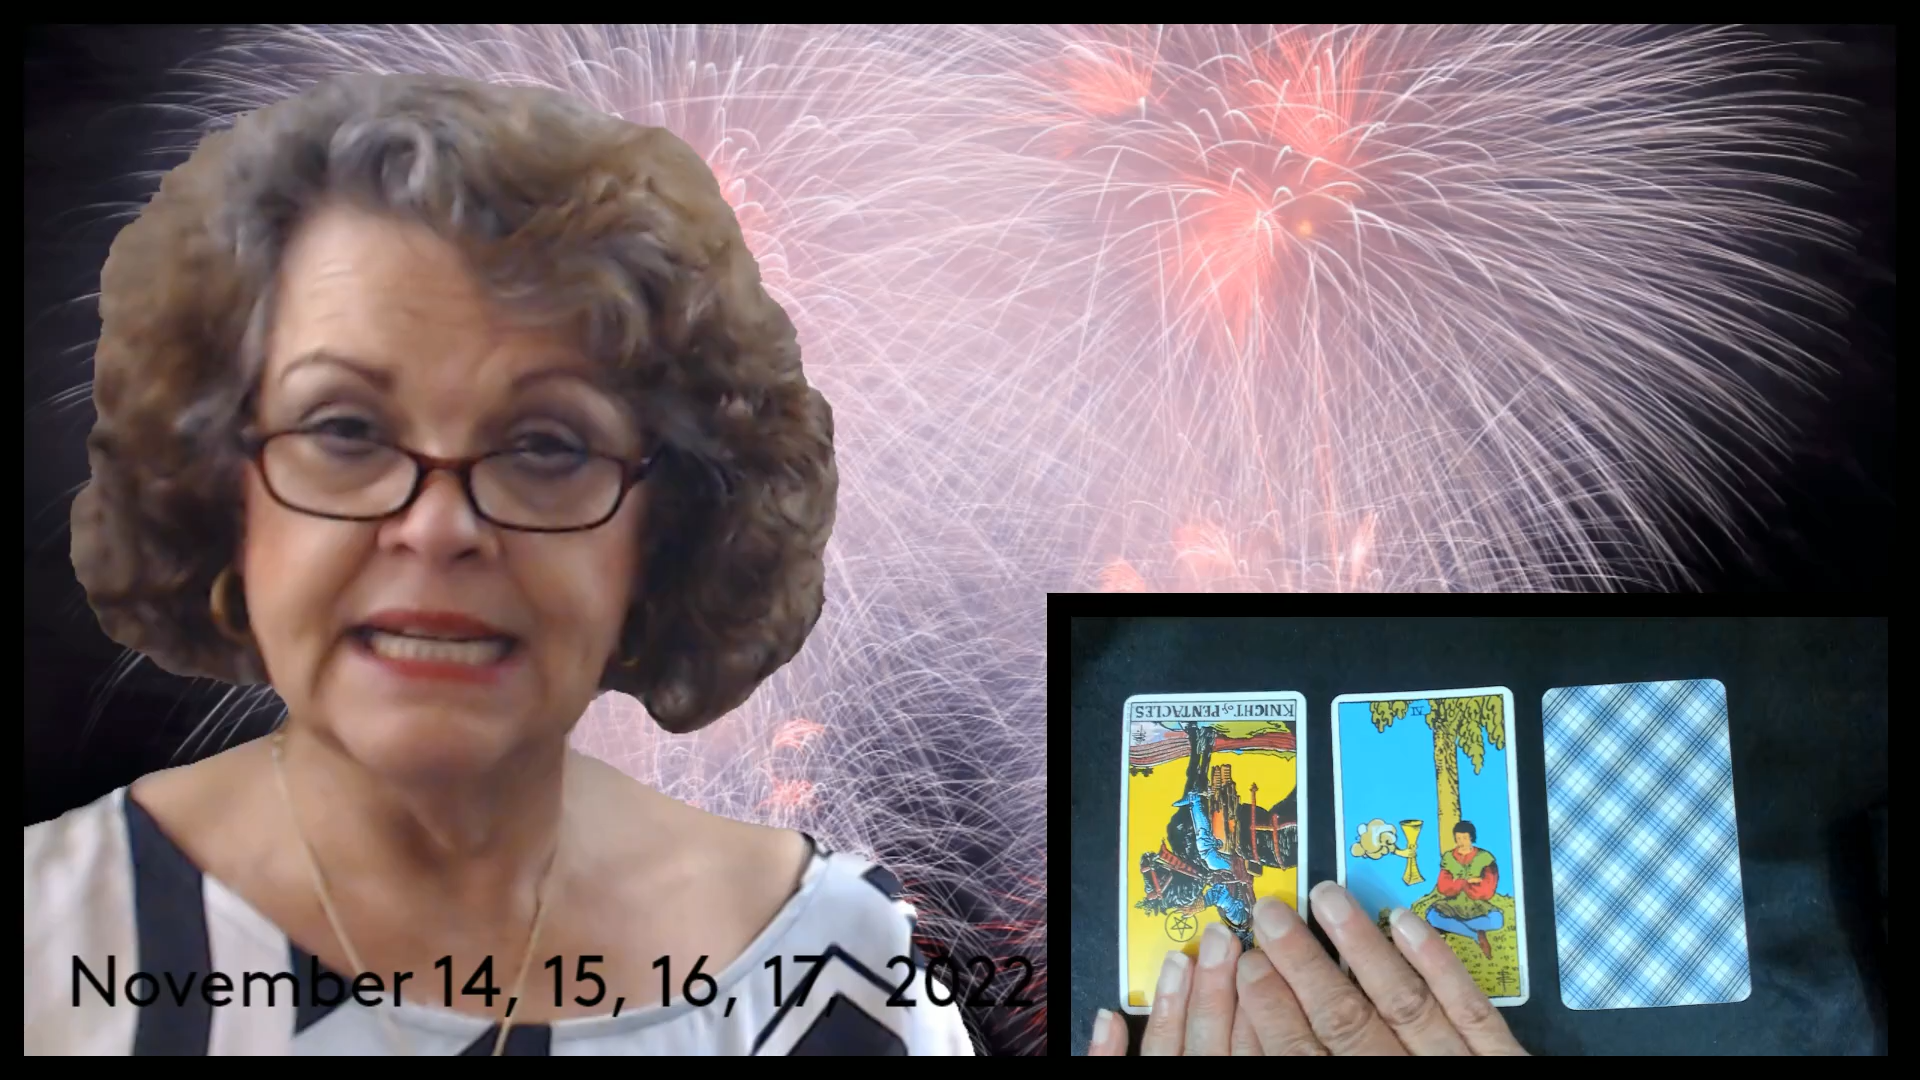 November 14, 15, 16, 17, 2022
KNIGHT of PENTACLES
IV